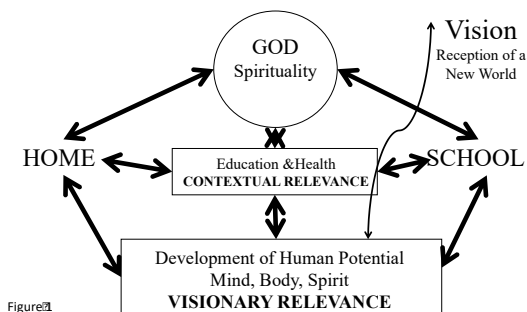 GOD
Spirituality
Vision
Reception of a
New World
HOME
Education &Health
CONTEXTUAL RELEVANCE
SCHOOL
Development of Human Potential
Mind, Body, Spirit
VISIONARY RELEVANCE
Figure 1